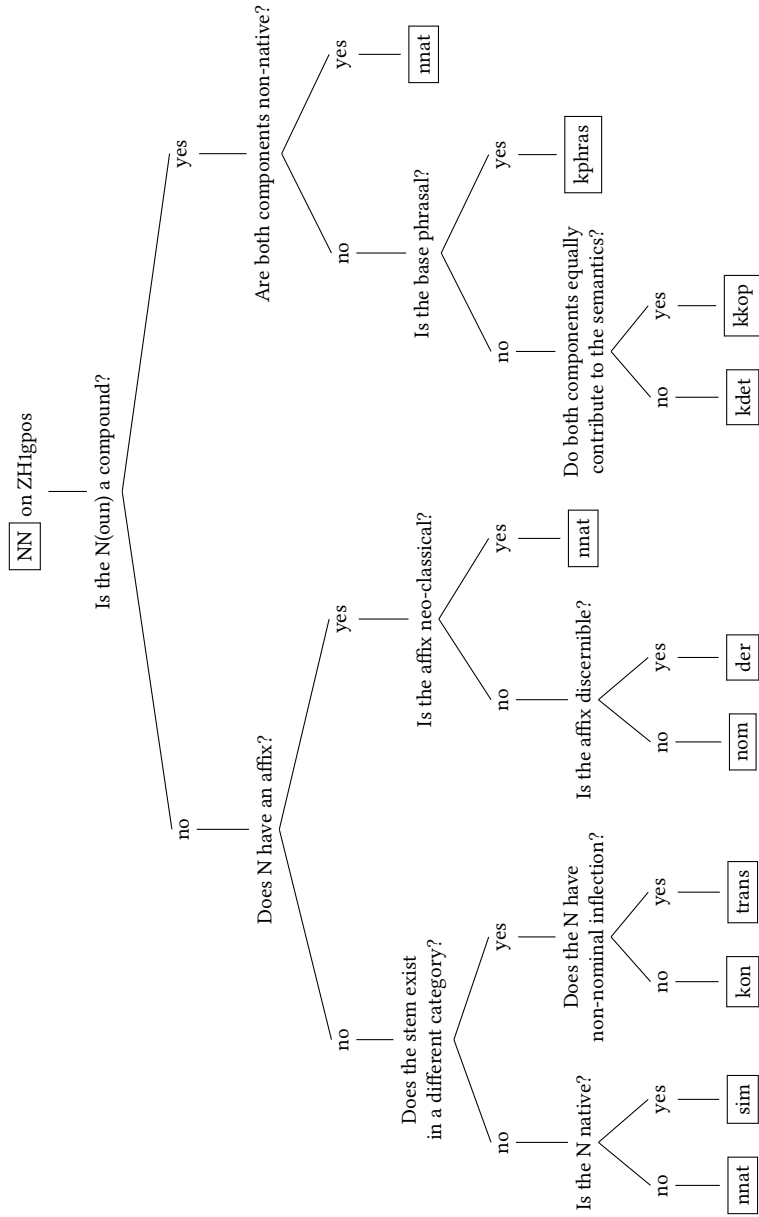 NN on ZH1gpos
Is the N(oun) a compound?
no
yes
Does N have an affix?
Are both components non-native?
no
yes
no
yes
Does the stem exist
in a different category?
Is the affix neo-classical?
Is the base phrasal?
nnat
no
yes
no
yes
no
yes
Is the N native?
Does the N have
non-nominal inflection?
Is the affix discernible?
nnat
Do both components equally
contribute to the semantics?
kphras
no
yes
no
yes
no
yes
no
yes
nnat
sim
kon
trans
nom
der
kdet
kkop